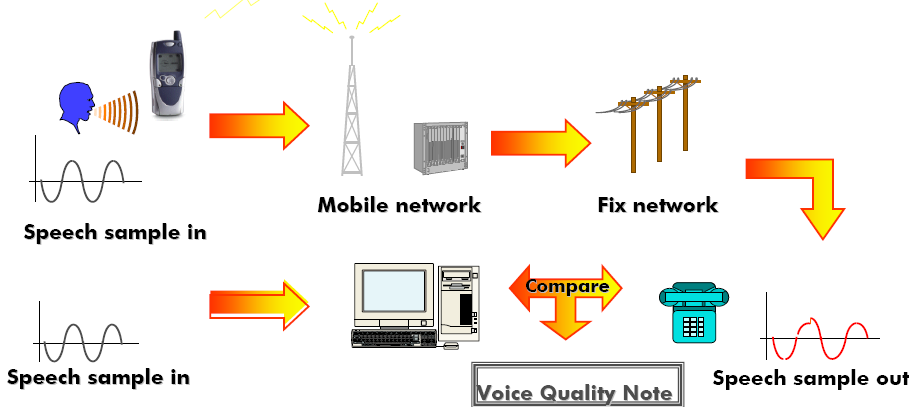 Mobile network
Fix network
Speech sample in
Compare
Speech sample in
Speech sample out
Voice Quality Note